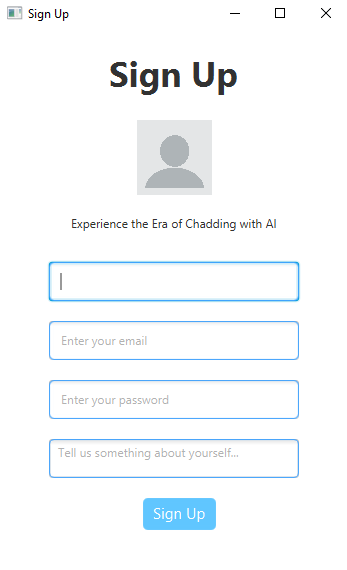 Sign Up
Sign Up
Experience the Era of Chadding with AI
Enter your email
Enter your password
Tell us something about yourself...
Sign Up